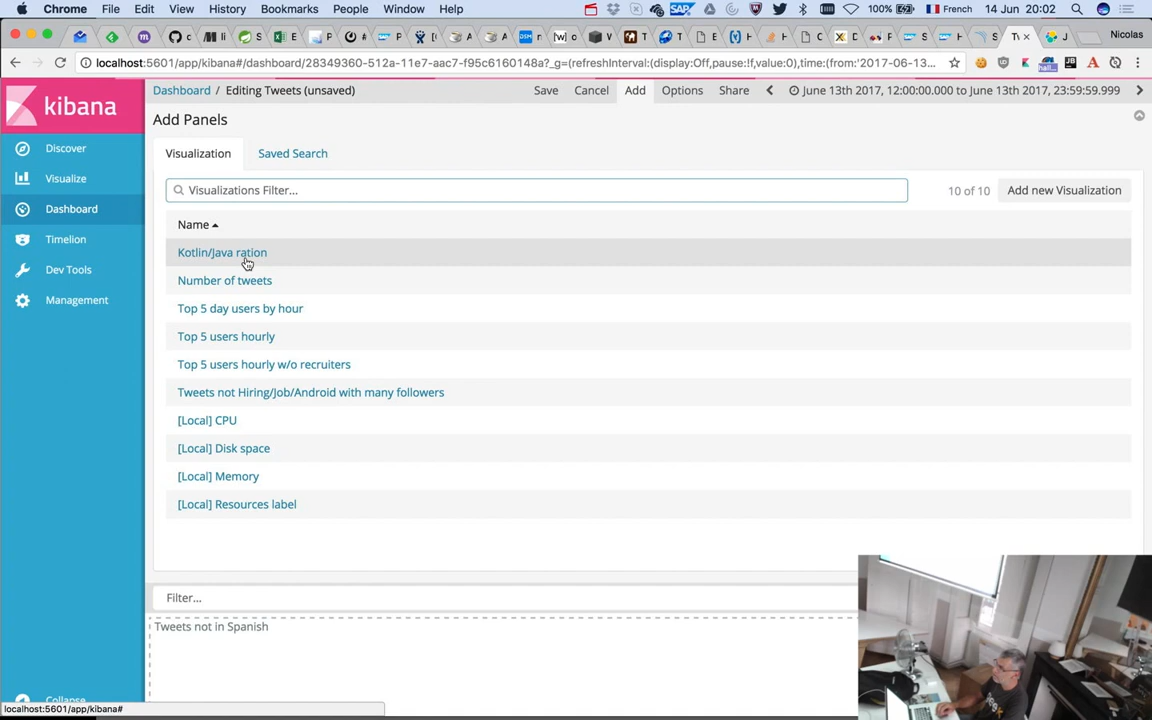 Chrome File Edit View History Bookmarks People Window Help 100% French 14 Jun 20:02
Nicolas
localhost:5601/app/kibana#/dashboard/28349360-512a-11e7-aac7-f95c6160148a?_g=(refreshInterval:(display:Off,pause:!f,value:0),time:(from:'2017-06-13...
kibana
Dashboard / Editing Tweets (unsaved) Save Cancel Add Options Share June 13th 2017, 12:00:00.000 to June 13th 2017, 23:59:59.999
Add Panels
Discover
Visualize
Dashboard
Timelion
Dev Tools
Management
Collapse
Visualization Saved Search
Visualizations Filter... 10 of 10 Add new Visualization
Name
Kotlin/Java ration
Number of tweets
Top 5 day users by hour
Top 5 users hourly
Top 5 users hourly w/o recruiters
Tweets not Hiring/Job/Android with many followers
[Local] CPU
[Local] Disk space
[Local] Memory
[Local] Resources label
Filter...
Tweets not in Spanish
localhost:5601/app/kibana#